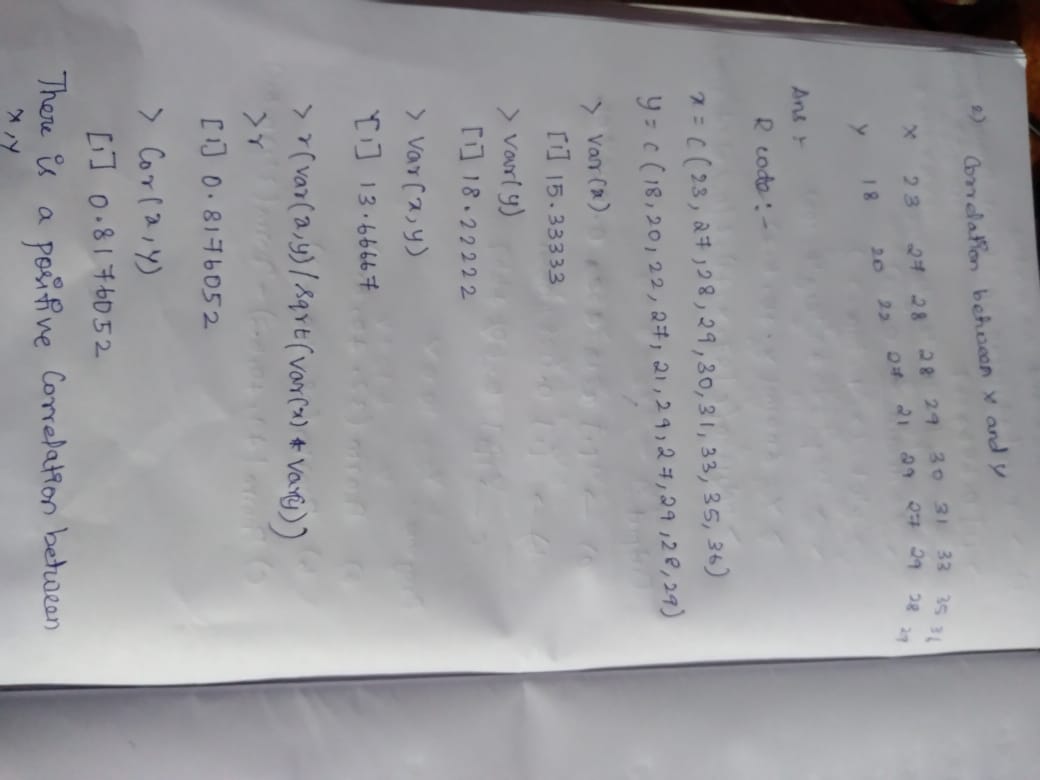 2) Correlation between x and y
x 23 27 28 28 29 30 31 33 35 36
y 18 20 22 27 21 29 27 29 28 29
Ans :-
R code :-
x = c (23, 27, 28, 29, 30, 31, 33, 35, 36)
y = c (18, 20, 22, 27, 21, 29, 27, 29, 28, 29)
> var(x)
[1] 15.33333
> var(y)
[1] 18.22222
> var(x,y)
[1] 13.66667
> r(var(x,y)/sqrt(var(x) * var(y))
> r
[1] 0.8176052
> Cor(x,y)
[1] 0.8176052
There is a positive Correlation between
x,y